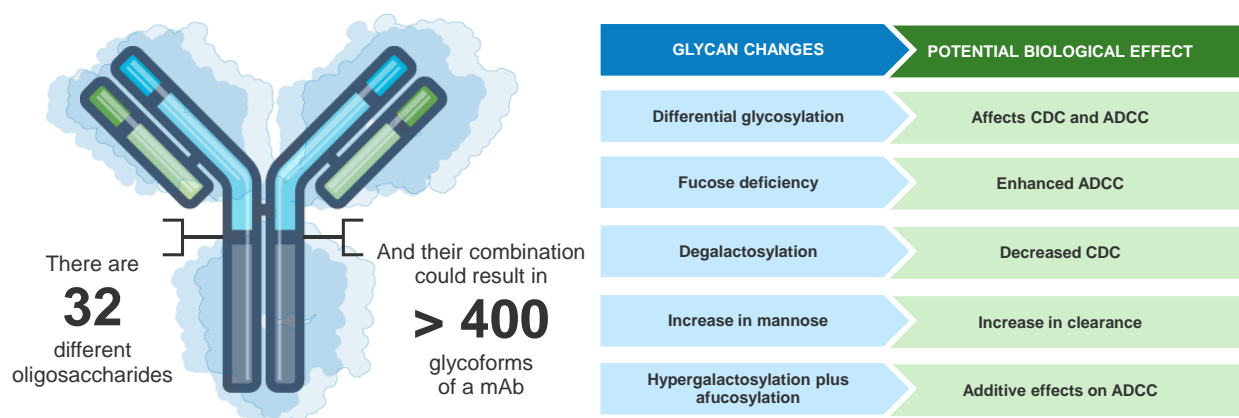 There are
32
different
oligosaccharides
And their combination
could result in
> 400
glycoforms
of a mAb
GLYCAN CHANGES
POTENTIAL BIOLOGICAL EFFECT
Differential glycosylation
Affects CDC and ADCC
Fucose deficiency
Enhanced ADCC
Degalactosylation
Decreased CDC
Increase in mannose
Increase in clearance
Hypergalactosylation plus
afucosylation
Additive effects on ADCC